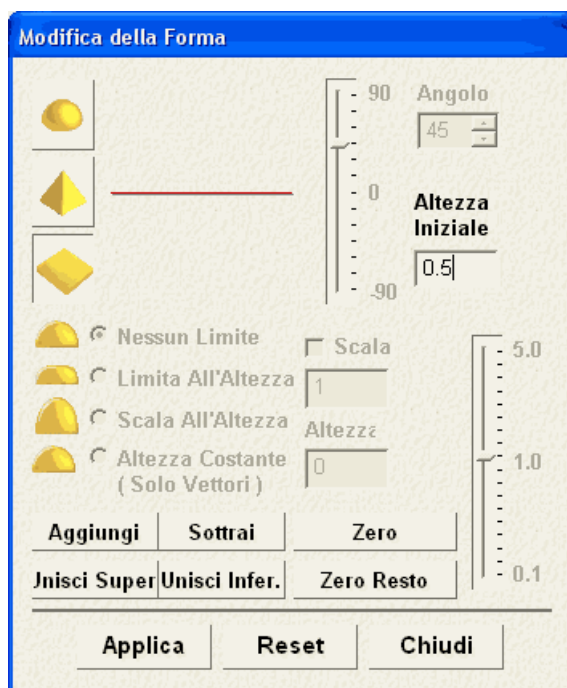 Modifica della Forma
90 Angolo
45
0
Altezza
Iniziale
0.5
-90
Nessun Limite
Scala
5.0
Limita All'Altezza
1
Scala All'Altezza
Altezza
Altezza Costante
( Solo Vettori )
0
1.0
Aggiungi Sottrai Zero
Unisci Super Unisci Infer. Zero Resto
0.1
Applica Reset Chiudi